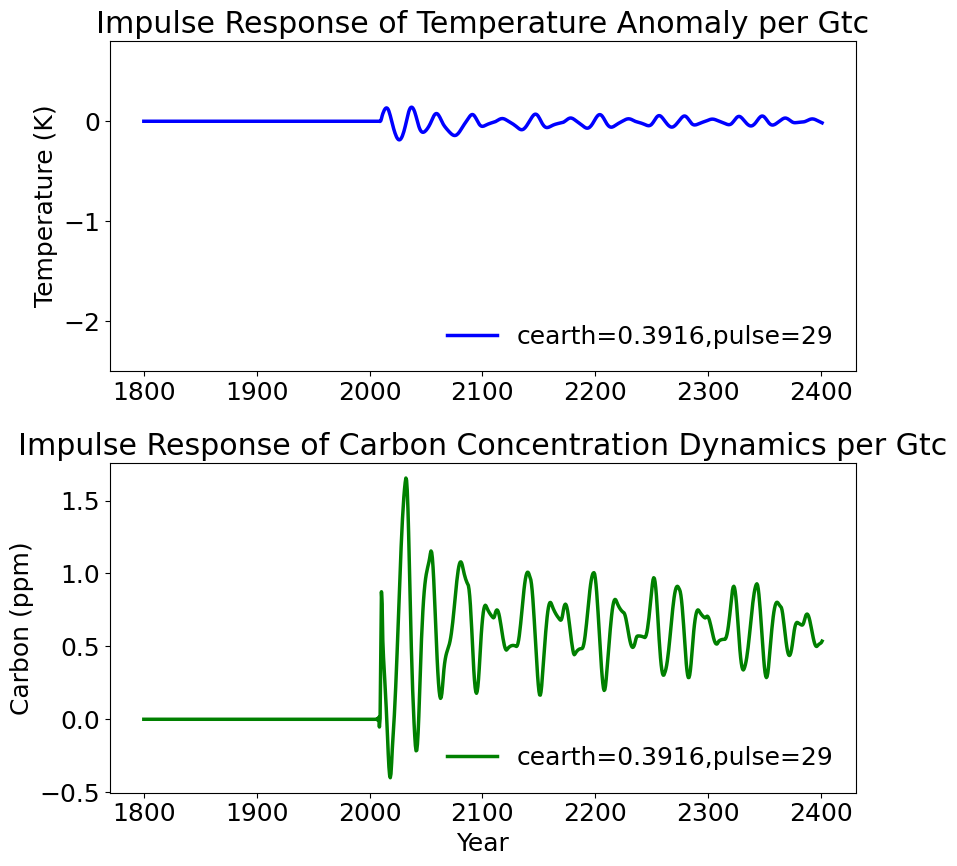 Impulse Response of Temperature Anomaly per Gtc
Temperature (K)
0
−1
−2
cearth=0.3916,pulse=29
1800 1900 2000 2100 2200 2300 2400
Impulse Response of Carbon Concentration Dynamics per Gtc
Carbon (ppm)
1.5
1.0
0.5
0.0
−0.5
cearth=0.3916,pulse=29
1800 1900 2000 2100 2200 2300 2400
Year